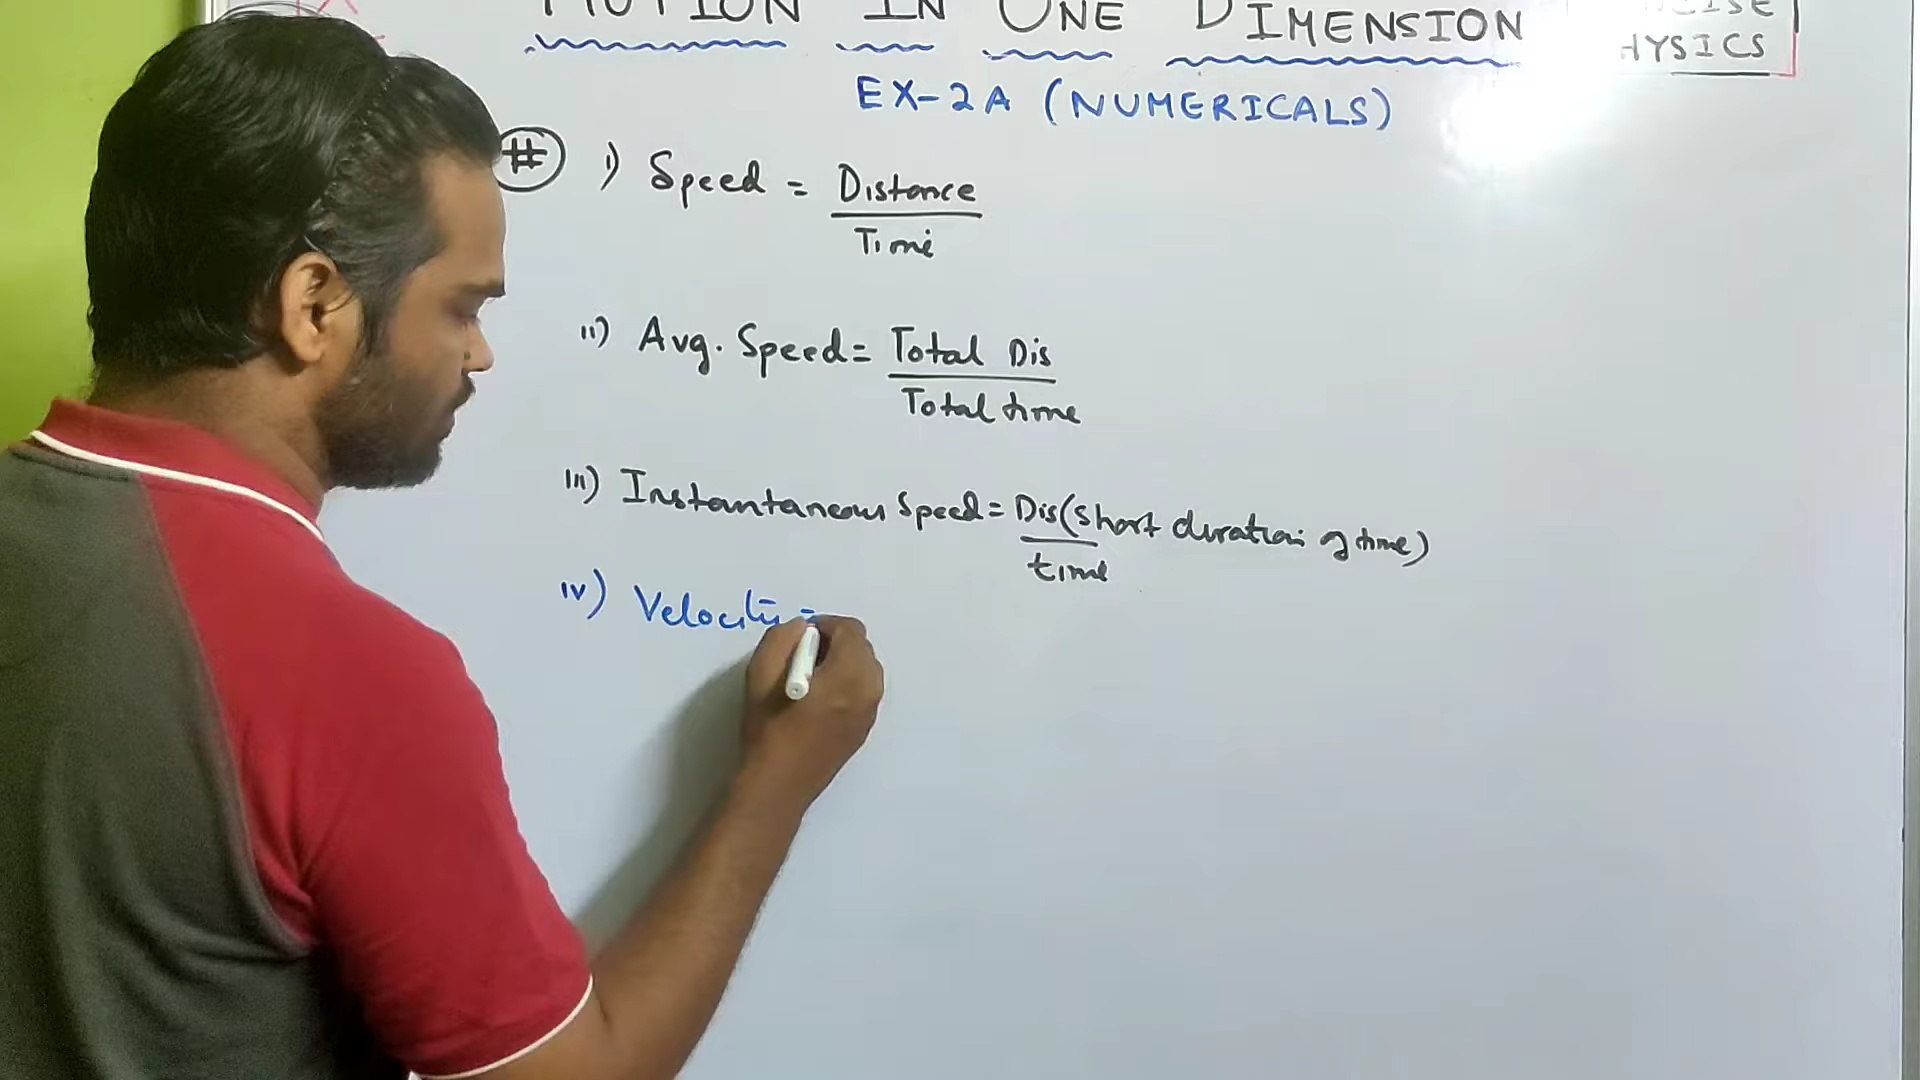 IX
MOTION IN ONE DIMENSION
HYSICS
EX-2A (NUMERICALS)
# i) Speed = Distance
Time
ii) Avg. Speed = Total Dis
Total time
iii) Instantaneous Speed = Dis (short duration of time)
time
iv) Velocity =